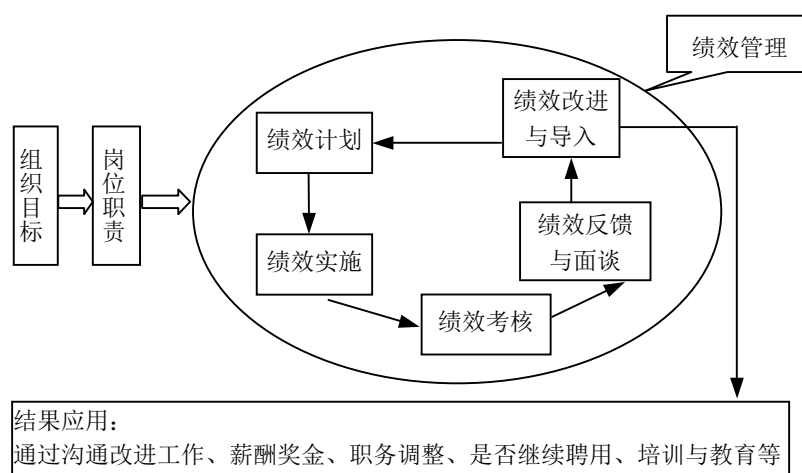 绩效管理
绩效改进
与导入
绩效计划
组织目标
岗位职责
绩效反馈
与面谈
绩效实施
绩效考核
结果应用：
通过沟通改进工作、薪酬奖金、职务调整、是否继续聘用、培训与教育等